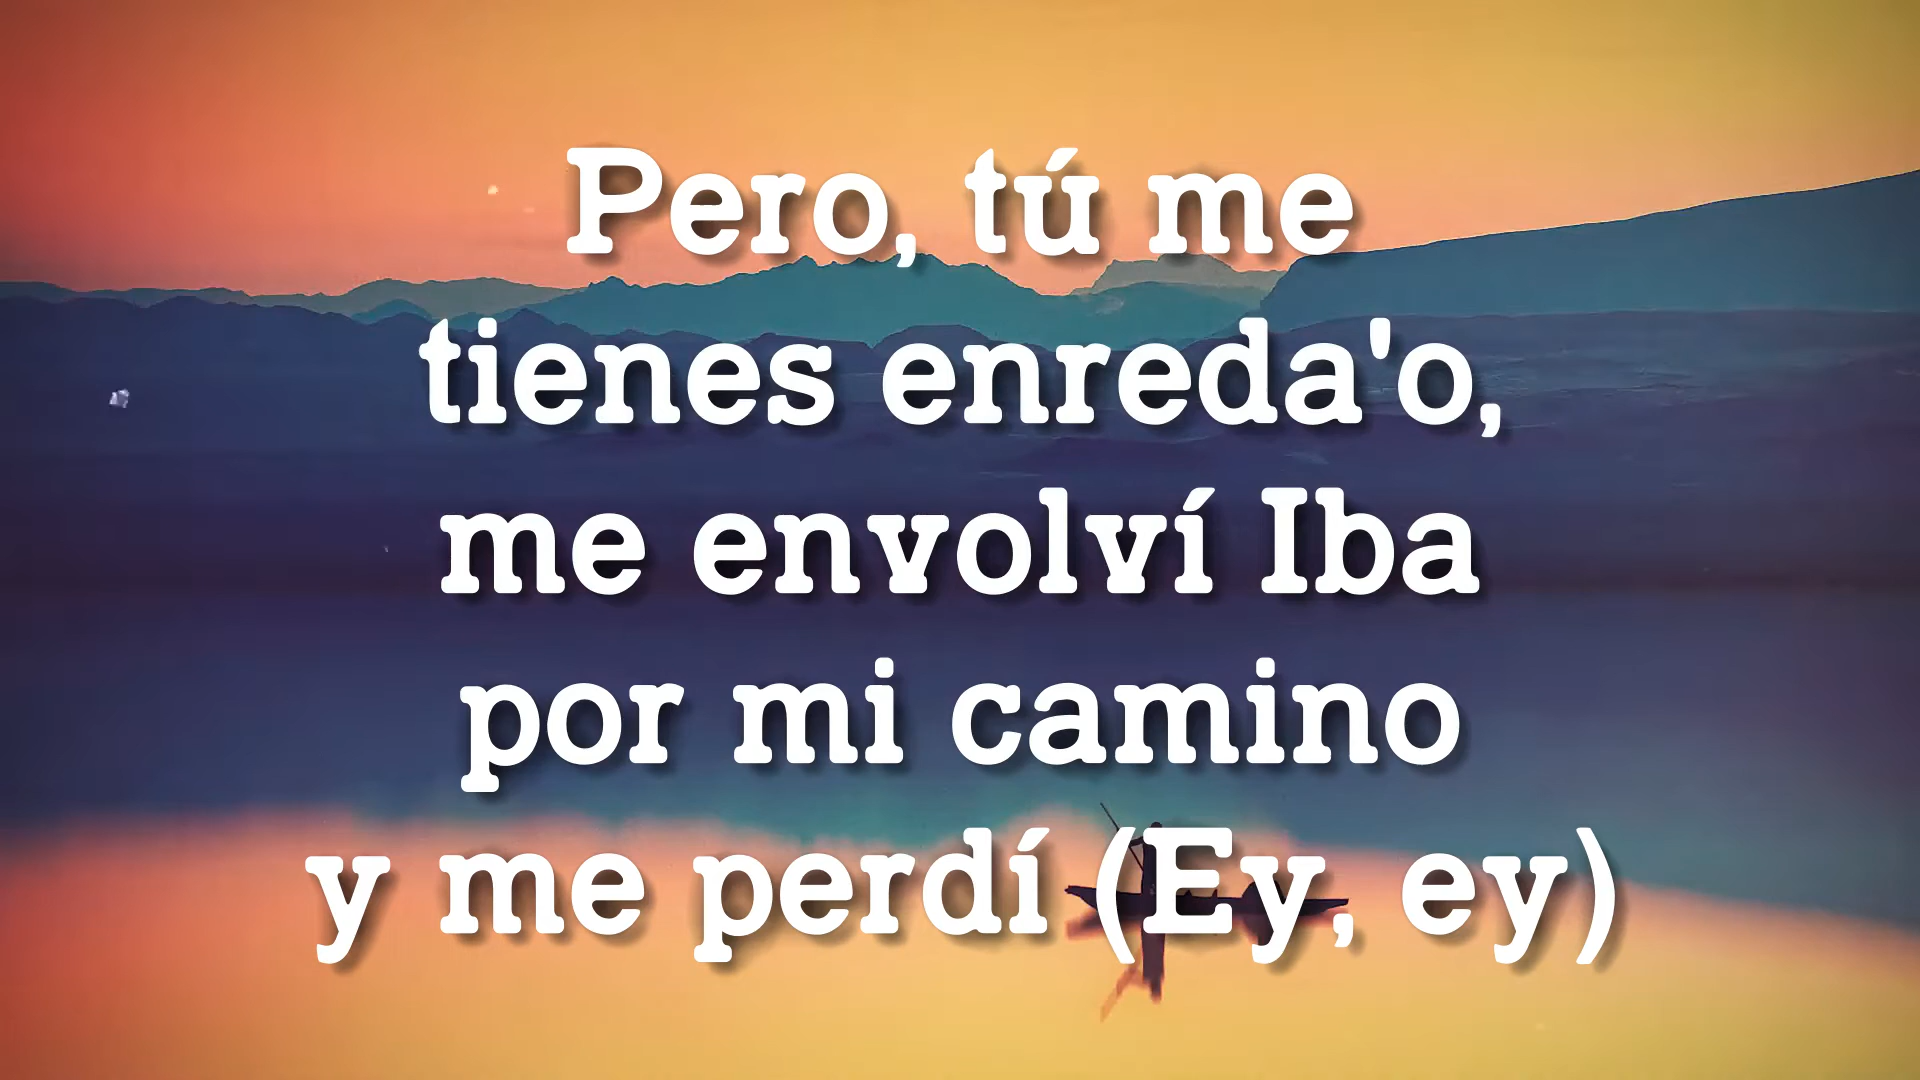 Pero, tú me
tienes enreda'o,
me envolví Iba
por mi camino
y me perdí (Ey, ey)